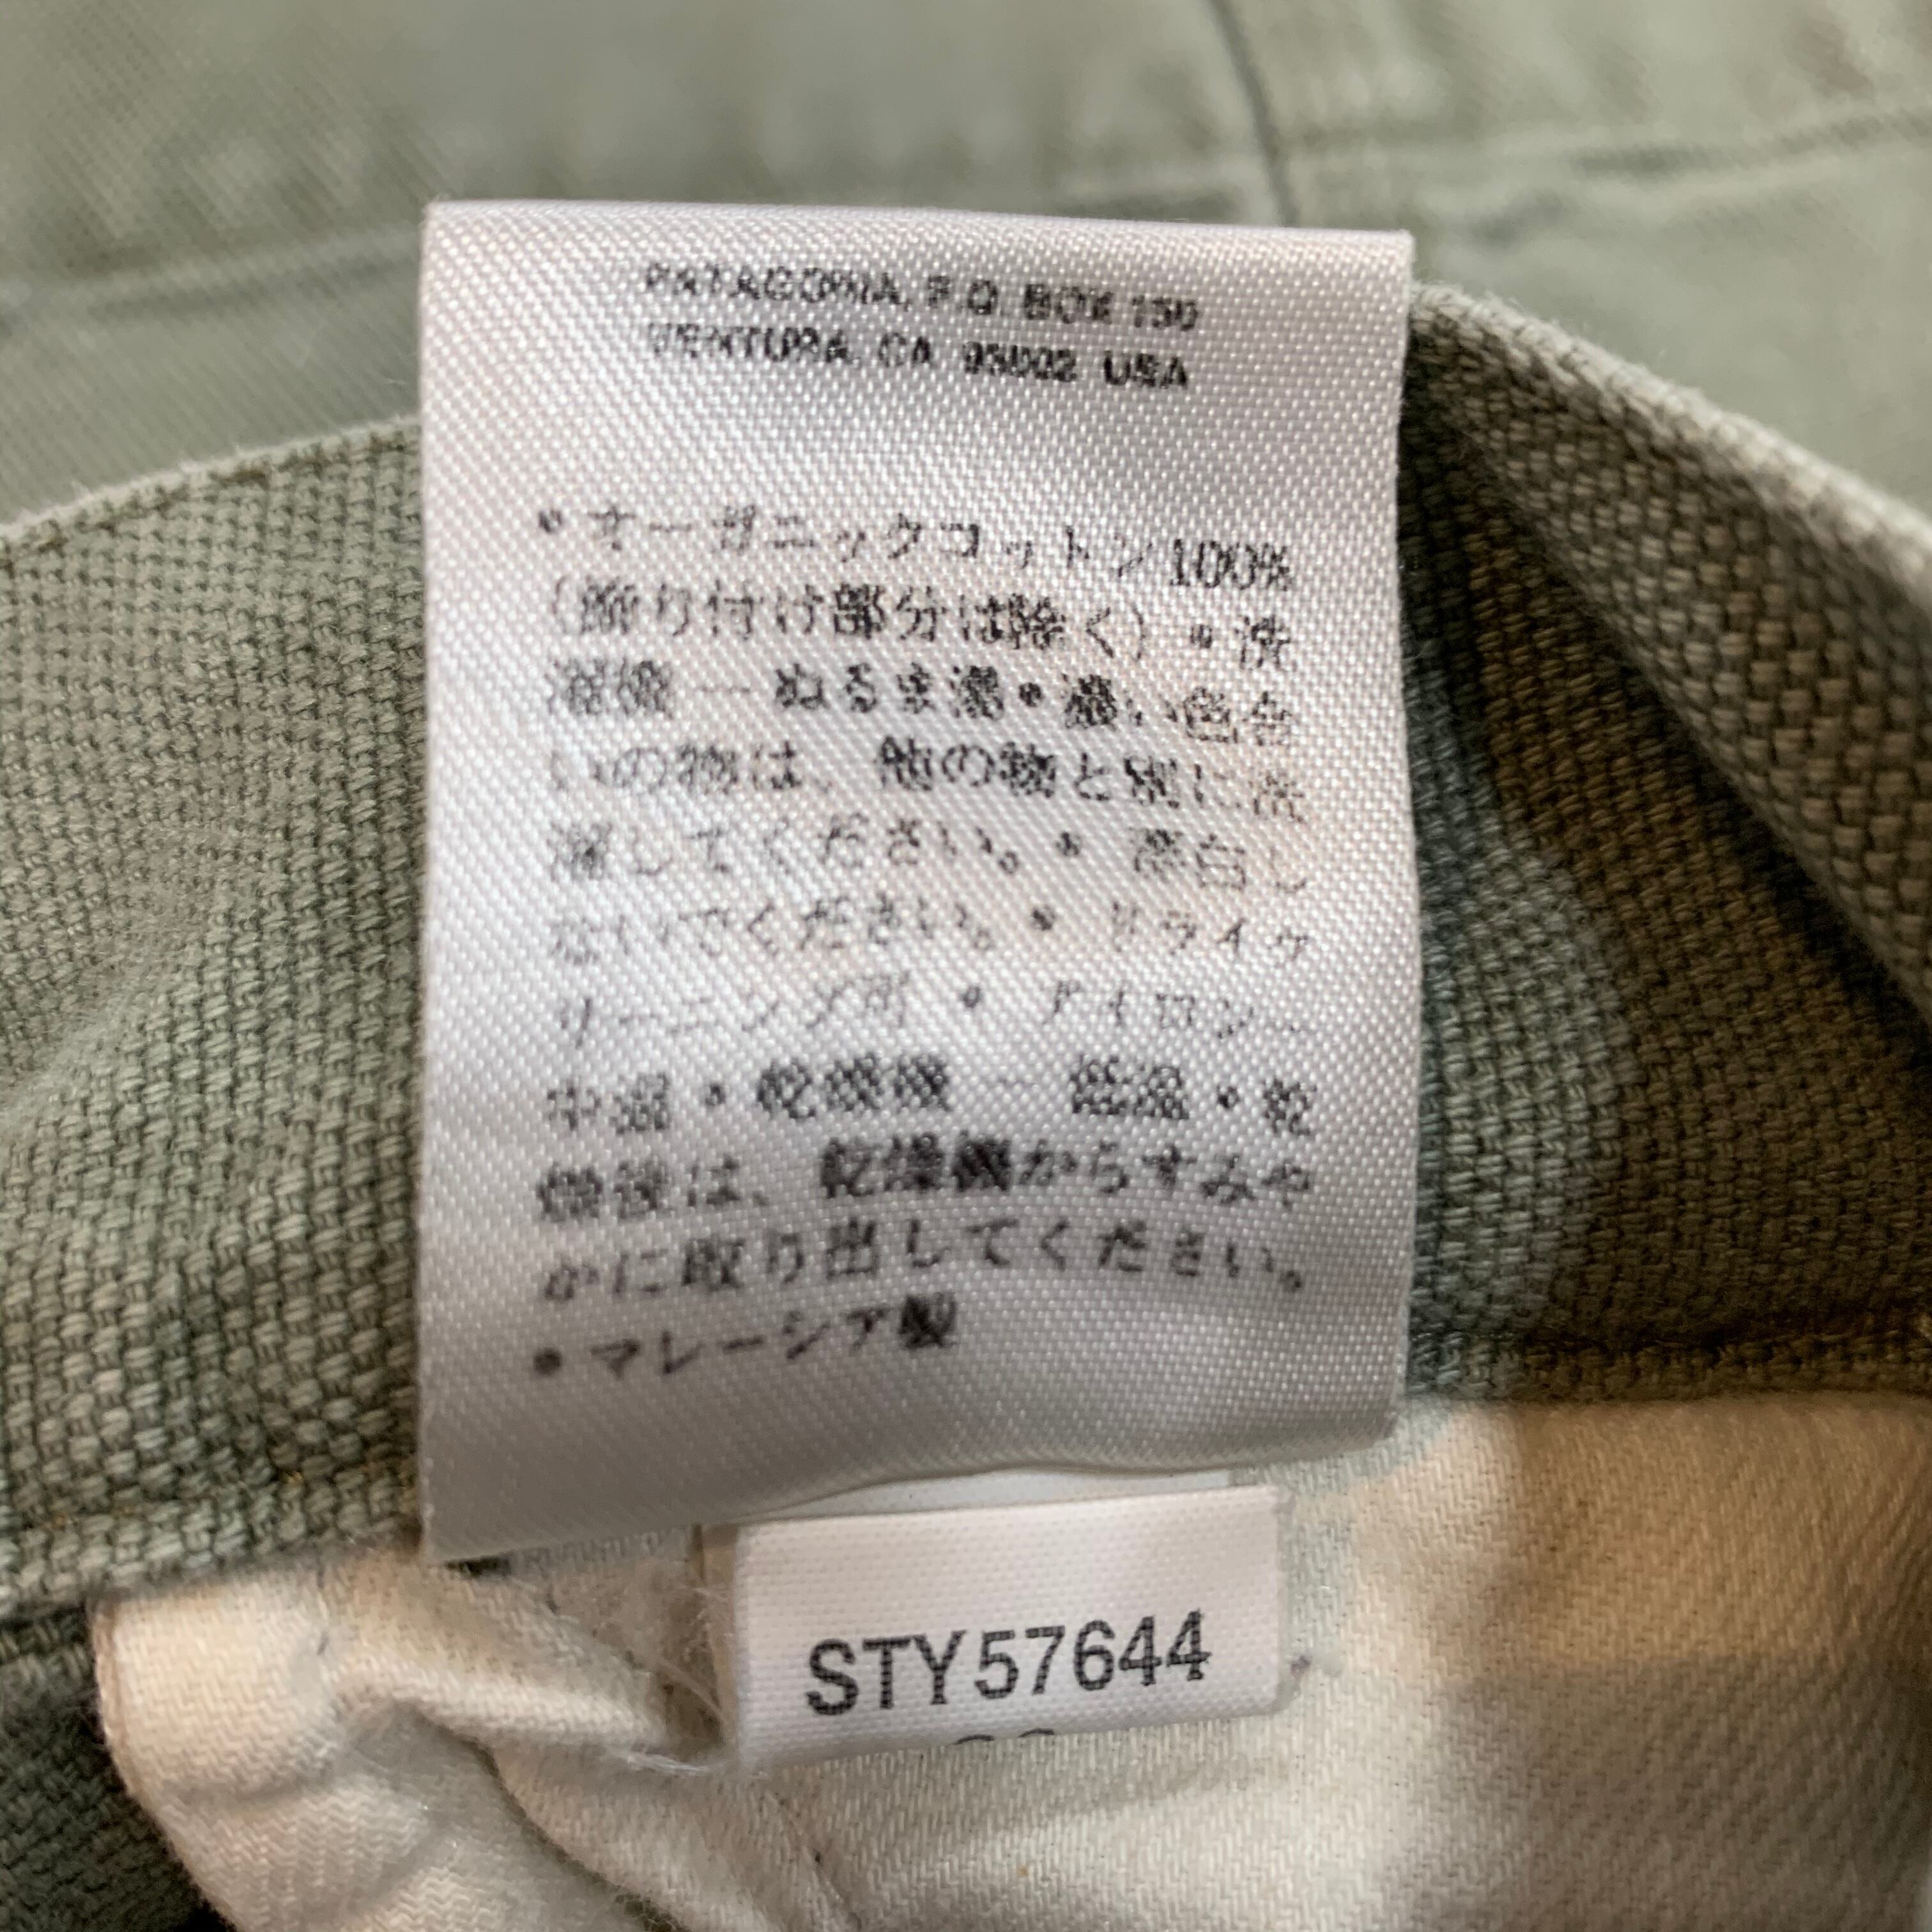 PATAGONIA, P.O. BOX 150
VENTURA, CA 93002 USA
•オーガニックコットン100%
(飾り付け部分は除く)•洗
濯機—ぬるま湯•濃い色合
いの物は、他の物と別に洗
濯してください。•漂白し
ないでください。•ドライク
リーニング可•アイロン—
中温•乾燥機—低温•乾
燥後は、乾燥機からすみや
かに取り出してください。
•マレーシア製
STY57644